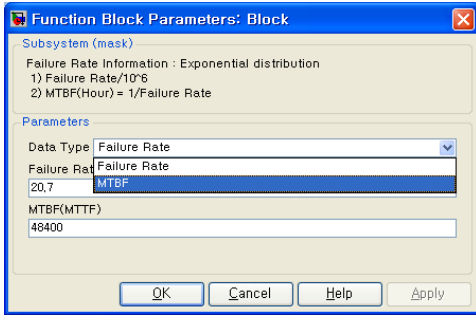 Function Block Parameters: Block
Subsystem (mask)
Failure Rate Information : Exponential distribution
1) Failure Rate/10^6
2) MTBF(Hour) = 1/Failure Rate
Parameters
Data Type Failure Rate
Failure Rat
Failure Rate
MTBF
20.7
MTBF(MTTF)
48400
OK Cancel Help Apply